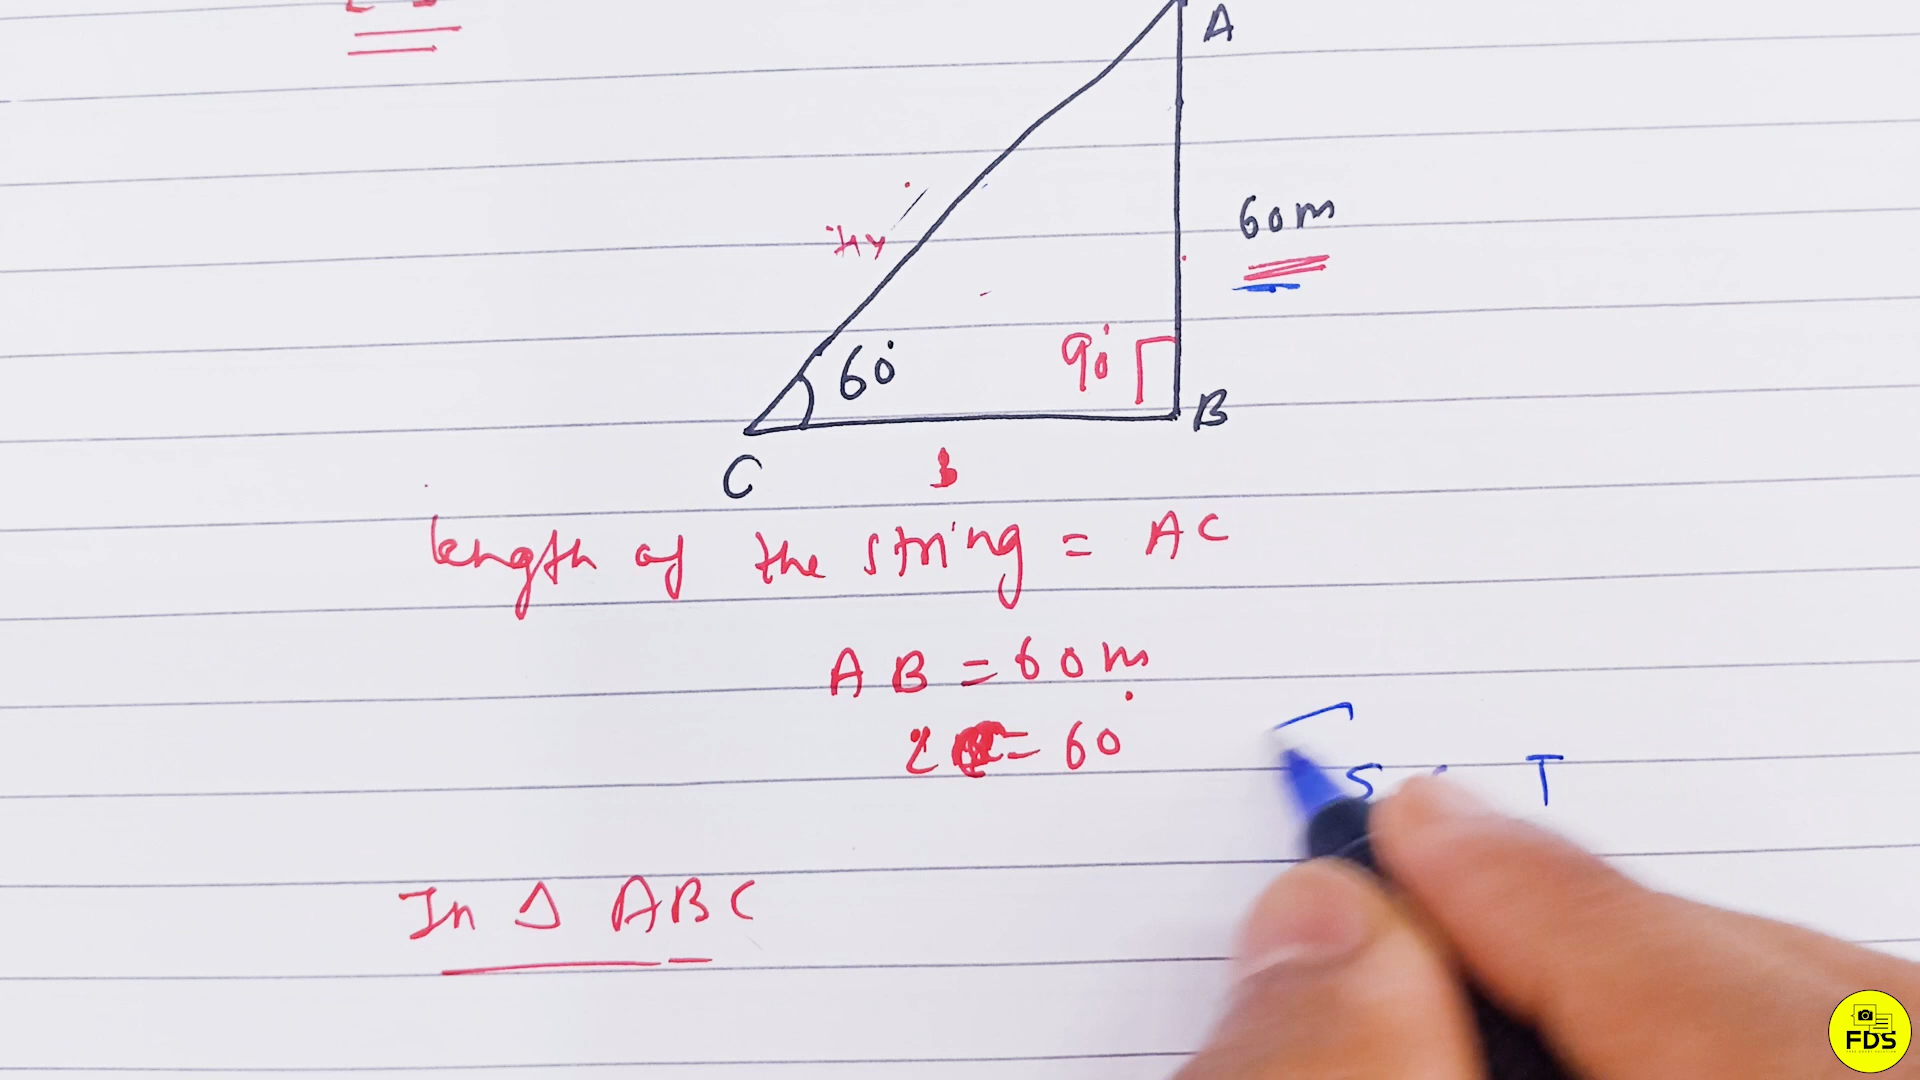 A
60m
Hy
60°
90°
B
C
B
length of the string = AC
AB = 60m
∠ = 60°
S T
In Δ ABC
FDS